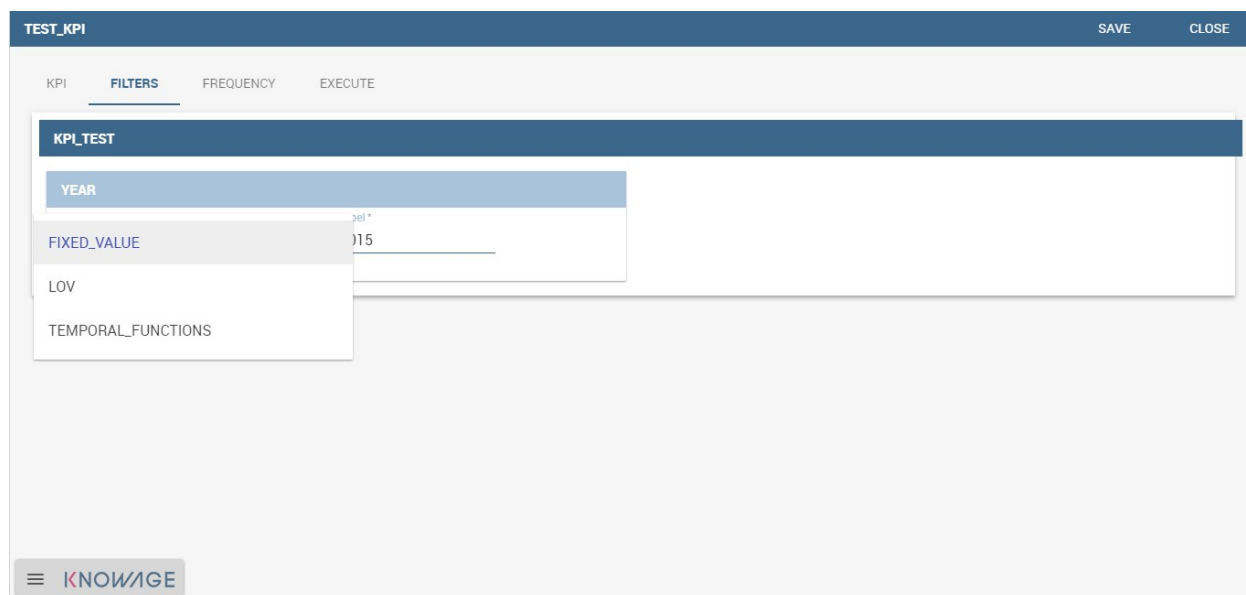 TEST_KPI SAVE CLOSE
KPI FILTERS FREQUENCY EXECUTE
KPI_TEST
YEAR
FIXED_VALUE
LOV
TEMPORAL_FUNCTIONS
KNOWAGE